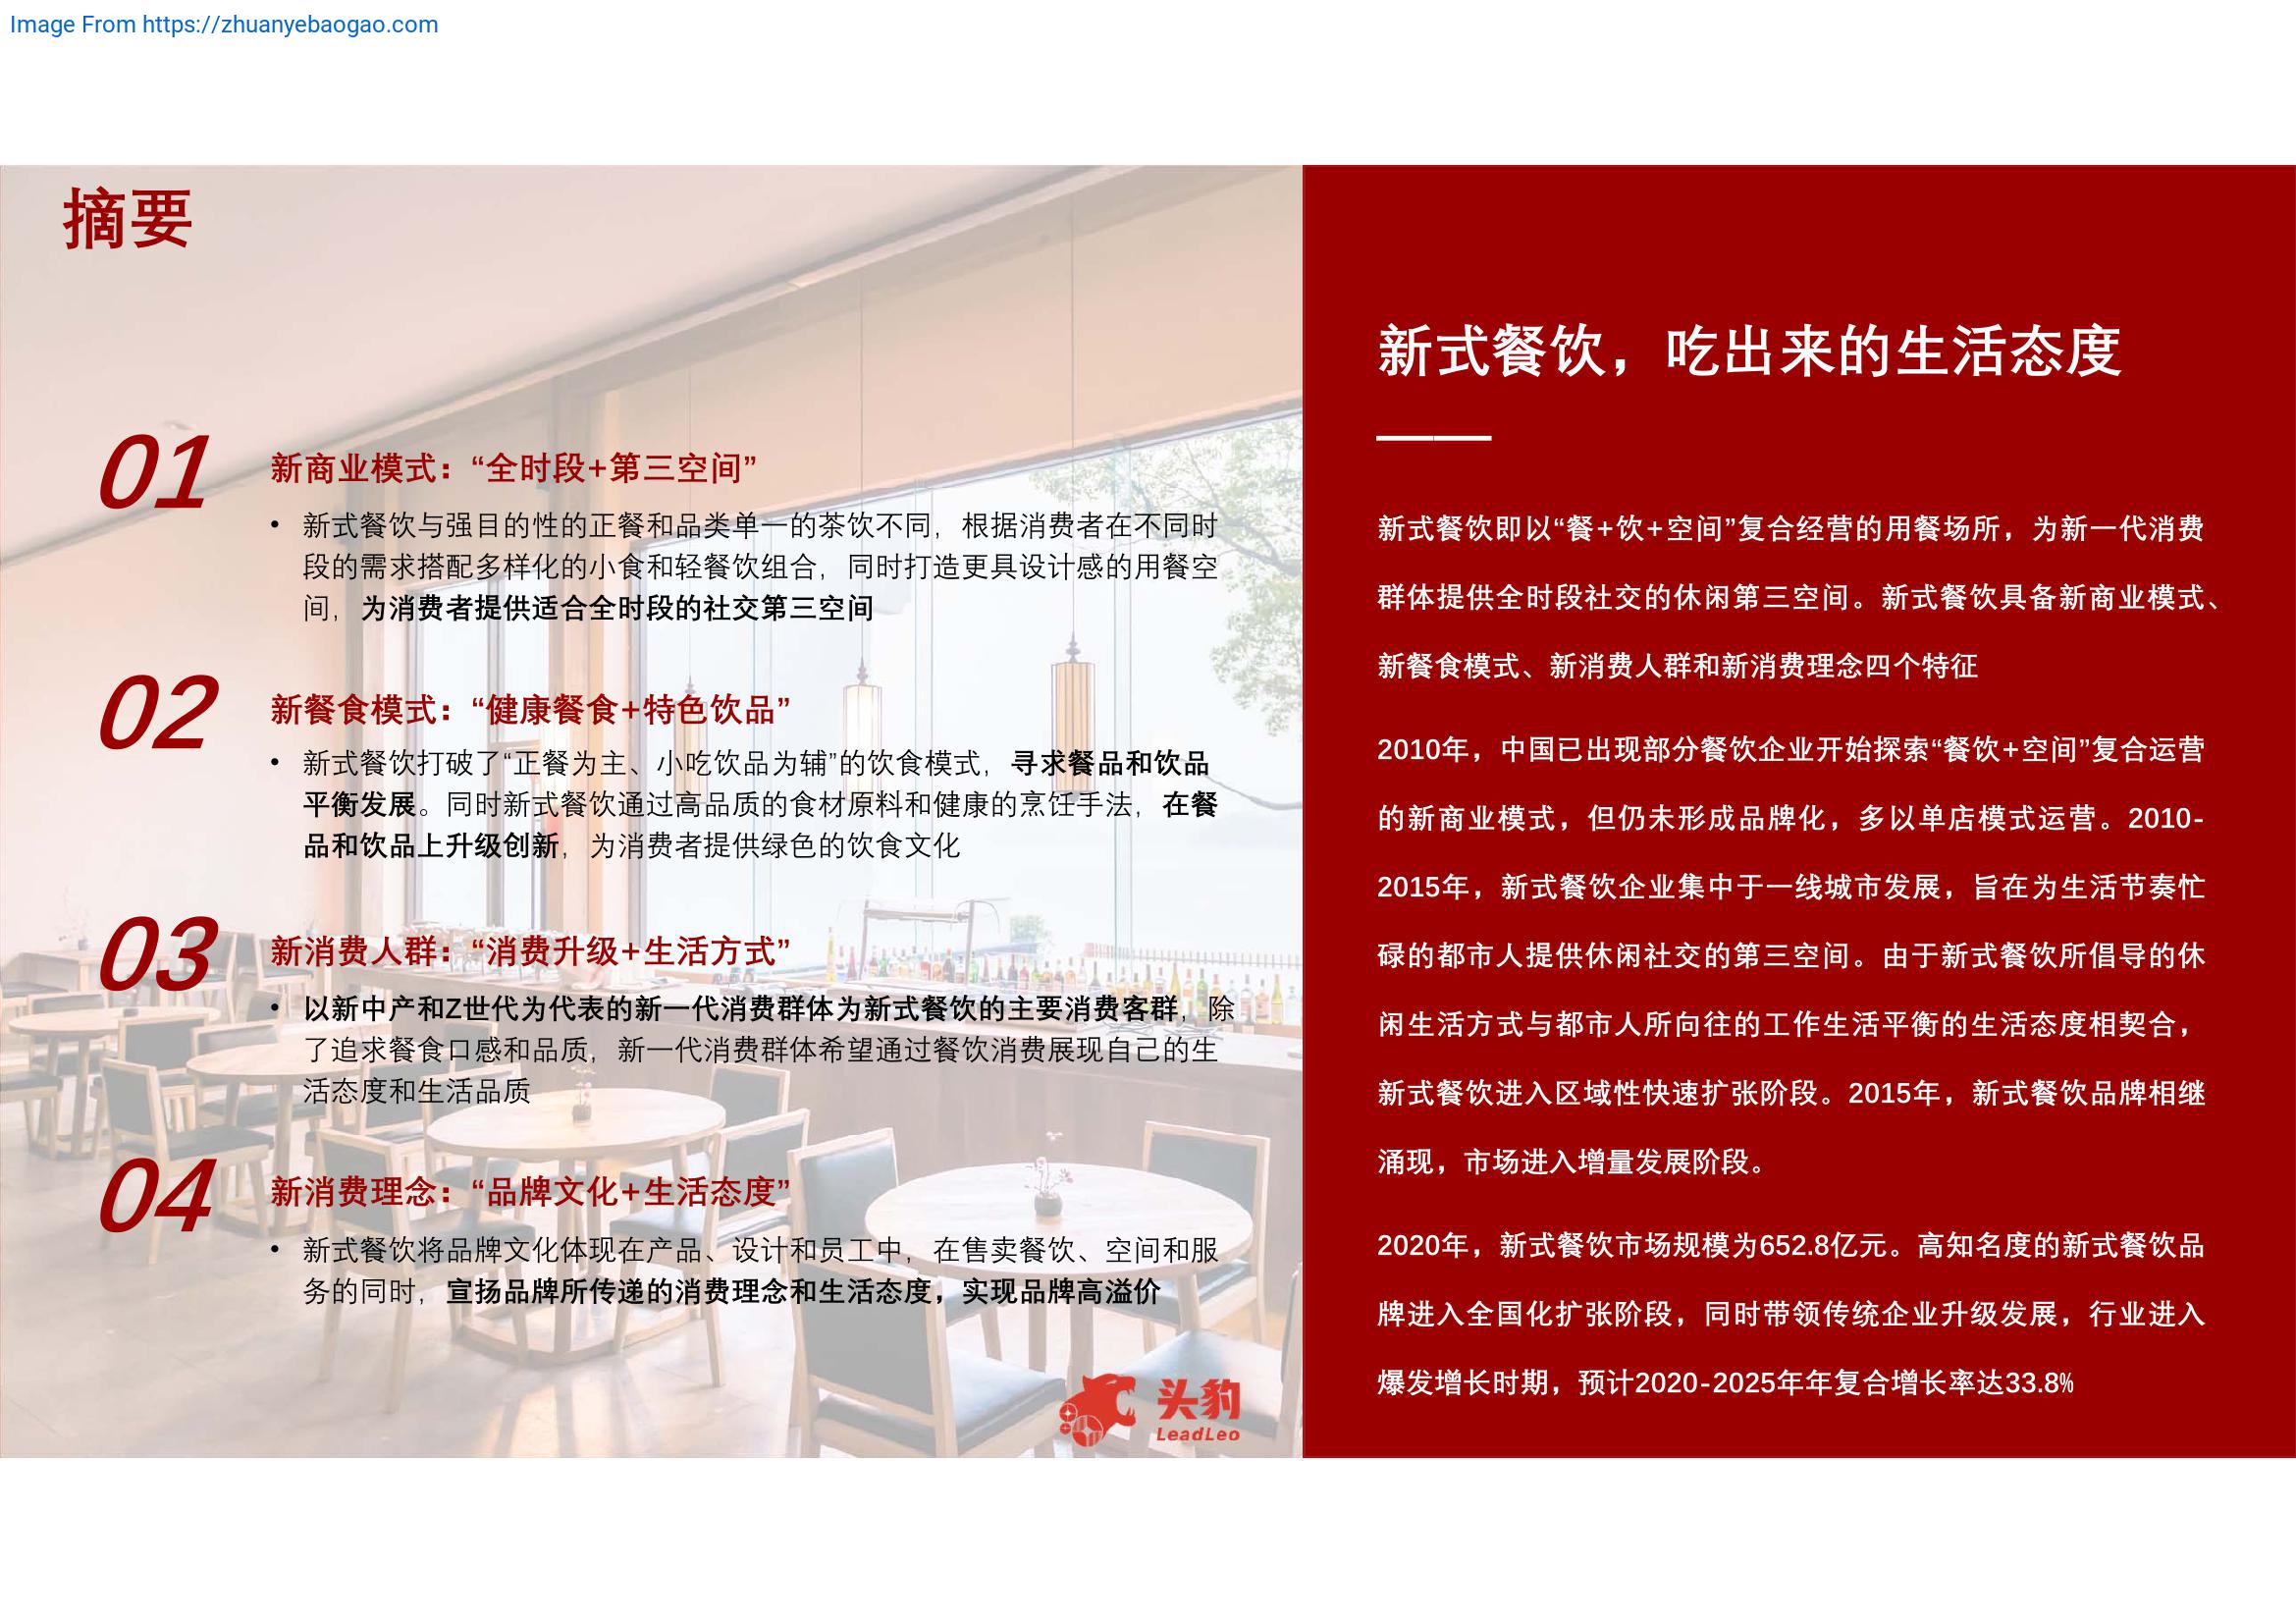 Image From https://zhuanyebaogao.com
摘要
01
新商业模式：“全时段+第三空间”
• 新式餐饮与强目的性的正餐和品类单一的茶饮不同，根据消费者在不同时
段的需求搭配多样化的小食和轻餐饮组合，同时打造更具设计感的用餐空
间，为消费者提供适合全时段的社交第三空间
02
新餐食模式：“健康餐食+特色饮品”
• 新式餐饮打破了“正餐为主、小吃饮品为辅”的饮食模式，寻求餐品和饮品
平衡发展。同时新式餐饮通过高品质的食材原料和健康的烹饪手法，在餐
品和饮品上升级创新，为消费者提供绿色的饮食文化
03
新消费人群：“消费升级+生活方式”
• 以新中产和Z世代为代表的新一代消费群体为新式餐饮的主要消费客群，除
了追求餐食口感和品质，新一代消费群体希望通过餐饮消费展现自己的生
活态度和生活品质
04
新消费理念：“品牌文化+生活态度”
• 新式餐饮将品牌文化体现在产品、设计和员工中，在售卖餐饮、空间和服
务的同时，宣扬品牌所传递的消费理念和生活态度，实现品牌高溢价
头豹
LeadLeo
新式餐饮，吃出来的生活态度
新式餐饮即以“餐+饮+空间”复合经营的用餐场所，为新一代消费
群体提供全时段社交的休闲第三空间。新式餐饮具备新商业模式、
新餐食模式、新消费人群和新消费理念四个特征
2010年，中国已出现部分餐饮企业开始探索“餐饮+空间”复合运营
的新商业模式，但仍未形成品牌化，多以单店模式运营。2010-
2015年，新式餐饮企业集中于一线城市发展，旨在为生活节奏忙
碌的都市人提供休闲社交的第三空间。由于新式餐饮所倡导的休
闲生活方式与都市人所向往的工作生活平衡的生活态度相契合，
新式餐饮进入区域性快速扩张阶段。2015年，新式餐饮品牌相继
涌现，市场进入增量发展阶段。
2020年，新式餐饮市场规模为652.8亿元。高知名度的新式餐饮品
牌进入全国化扩张阶段，同时带领传统企业升级发展，行业进入
爆发增长时期，预计2020-2025年年复合增长率达33.8%